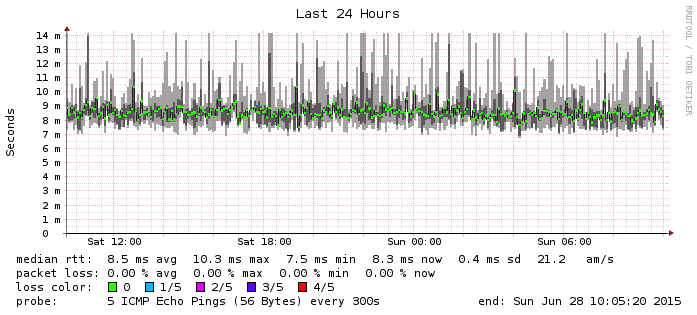 Last 24 Hours
RRDTOOL / TOBI OETIKER
Seconds
14 m
13 m
12 m
11 m
10 m
9 m
8 m
7 m
6 m
5 m
4 m
3 m
2 m
1 m
0
Sat 12:00 Sat 18:00 Sun 00:00 Sun 06:00
median rtt: 8.5 ms avg 10.3 ms max 7.5 ms min 8.3 ms now 0.4 ms sd 21.2 am/s
packet loss: 0.00 % avg 0.00 % max 0.00 % min 0.00 % now
loss color: 0 1/5 2/5 3/5 4/5
probe: 5 ICMP Echo Pings (56 Bytes) every 300s end: Sun Jun 28 10:05:20 2015